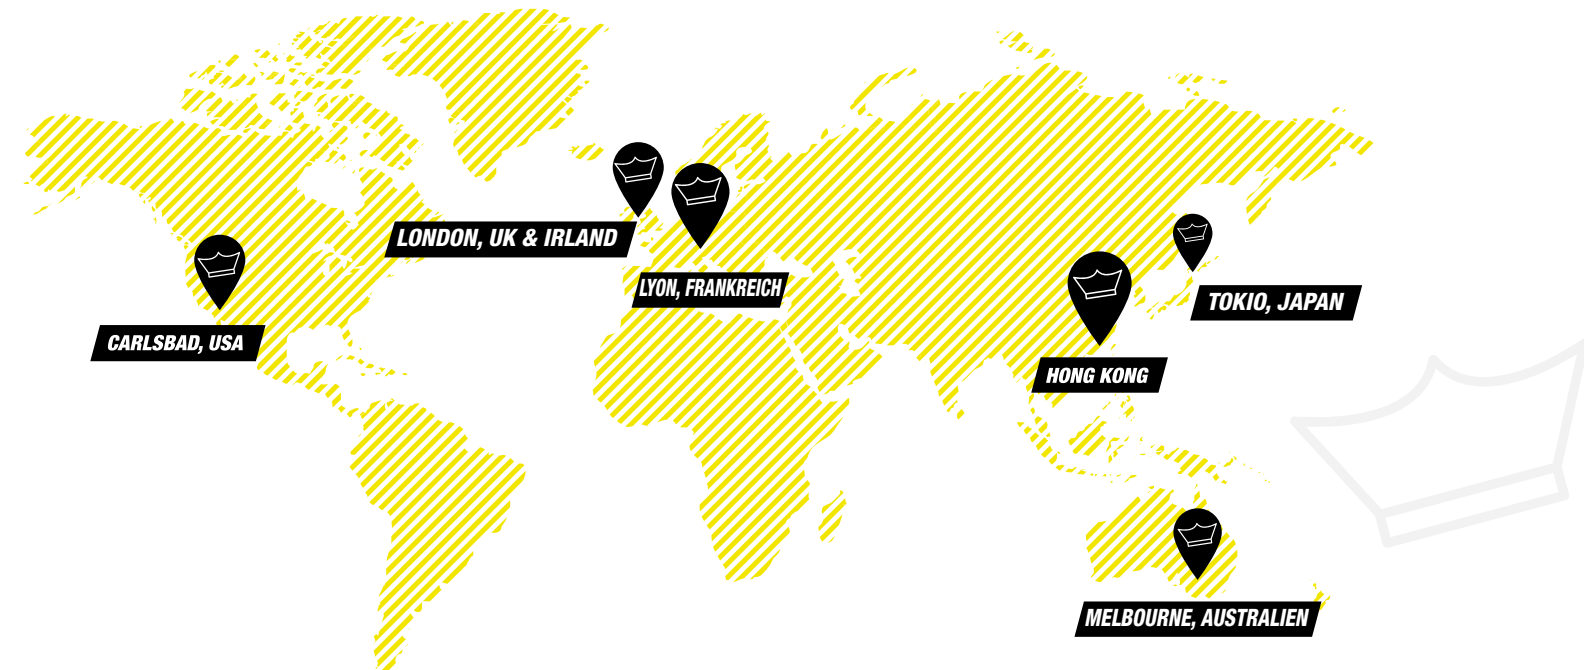 LONDON, UK & IRLAND
LYON, FRANKREICH
TOKIO, JAPAN
CARLSBAD, USA
HONG KONG
MELBOURNE, AUSTRALIEN